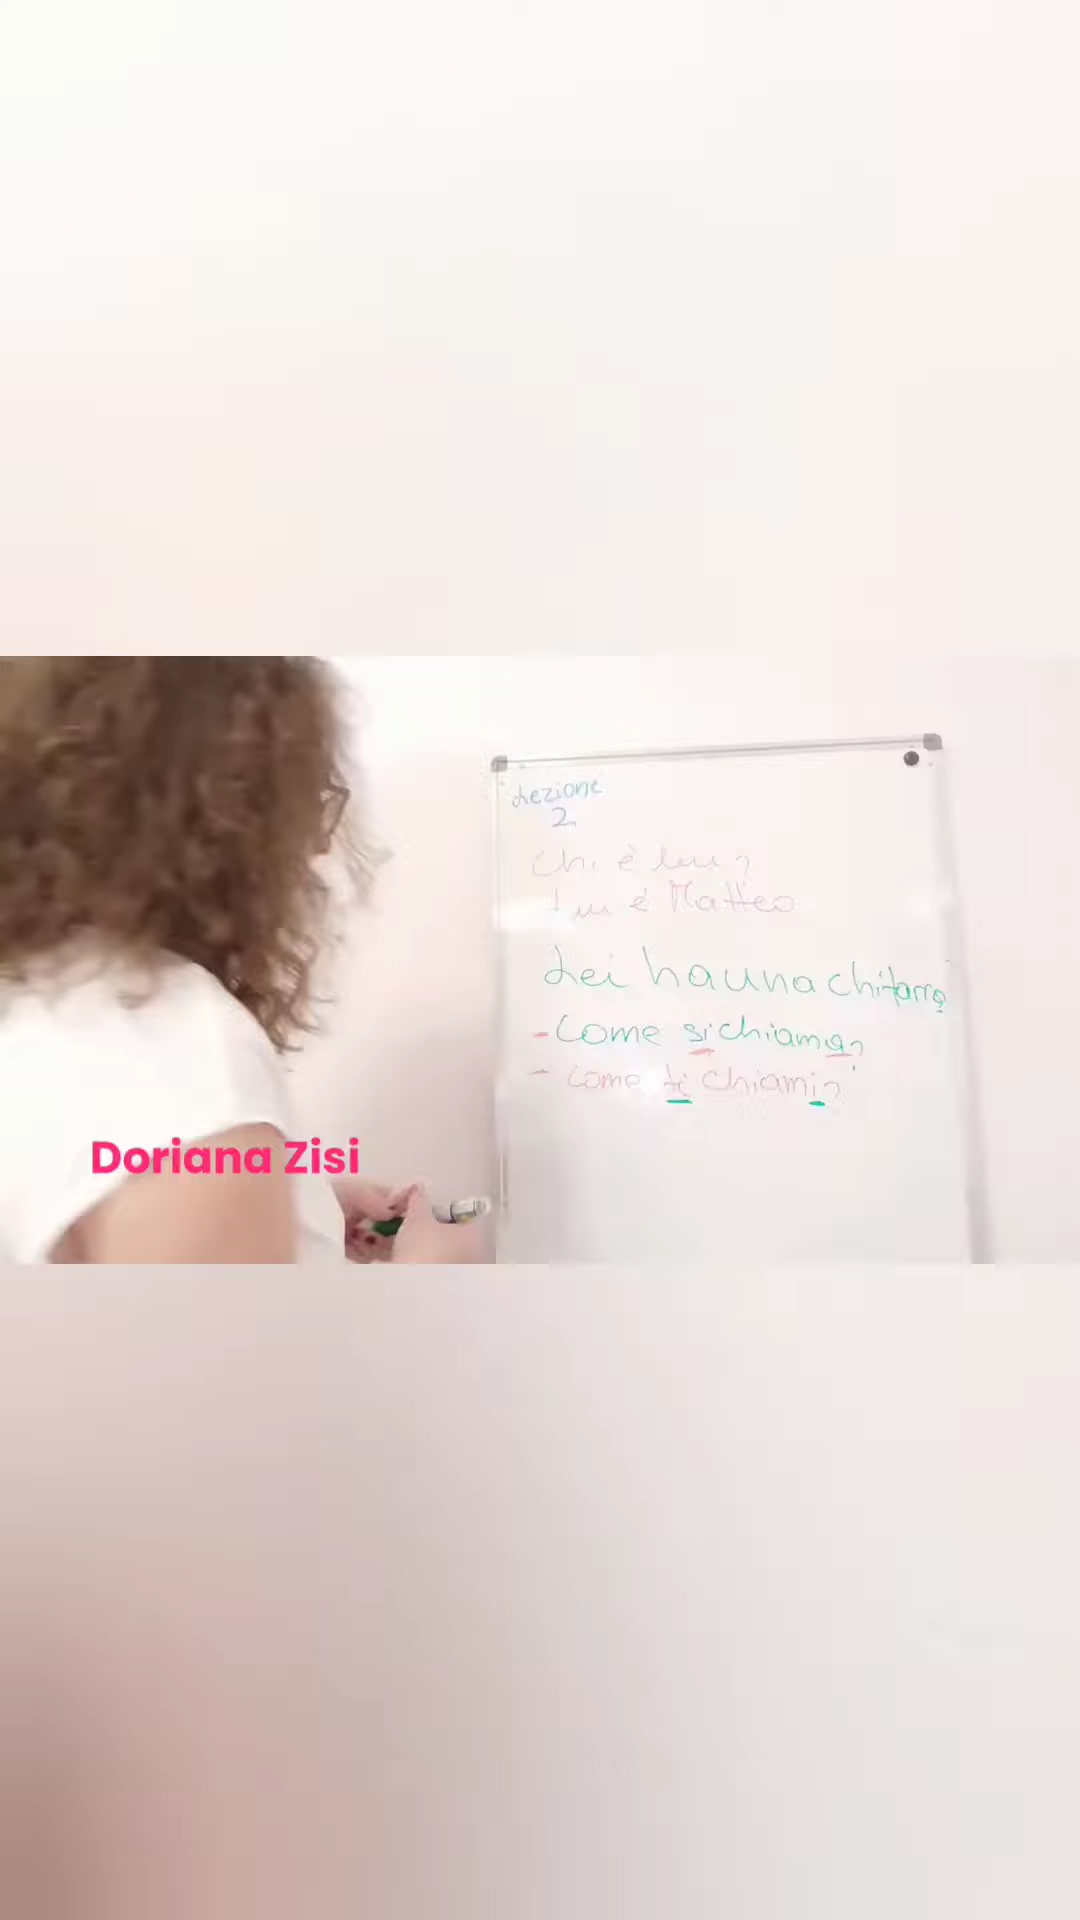 Lezione
2
Chi è lui?
Lui è Matteo
Lei ha una chitarra
- Come si chiama?
- Come ti chiami?
Doriana Zisi